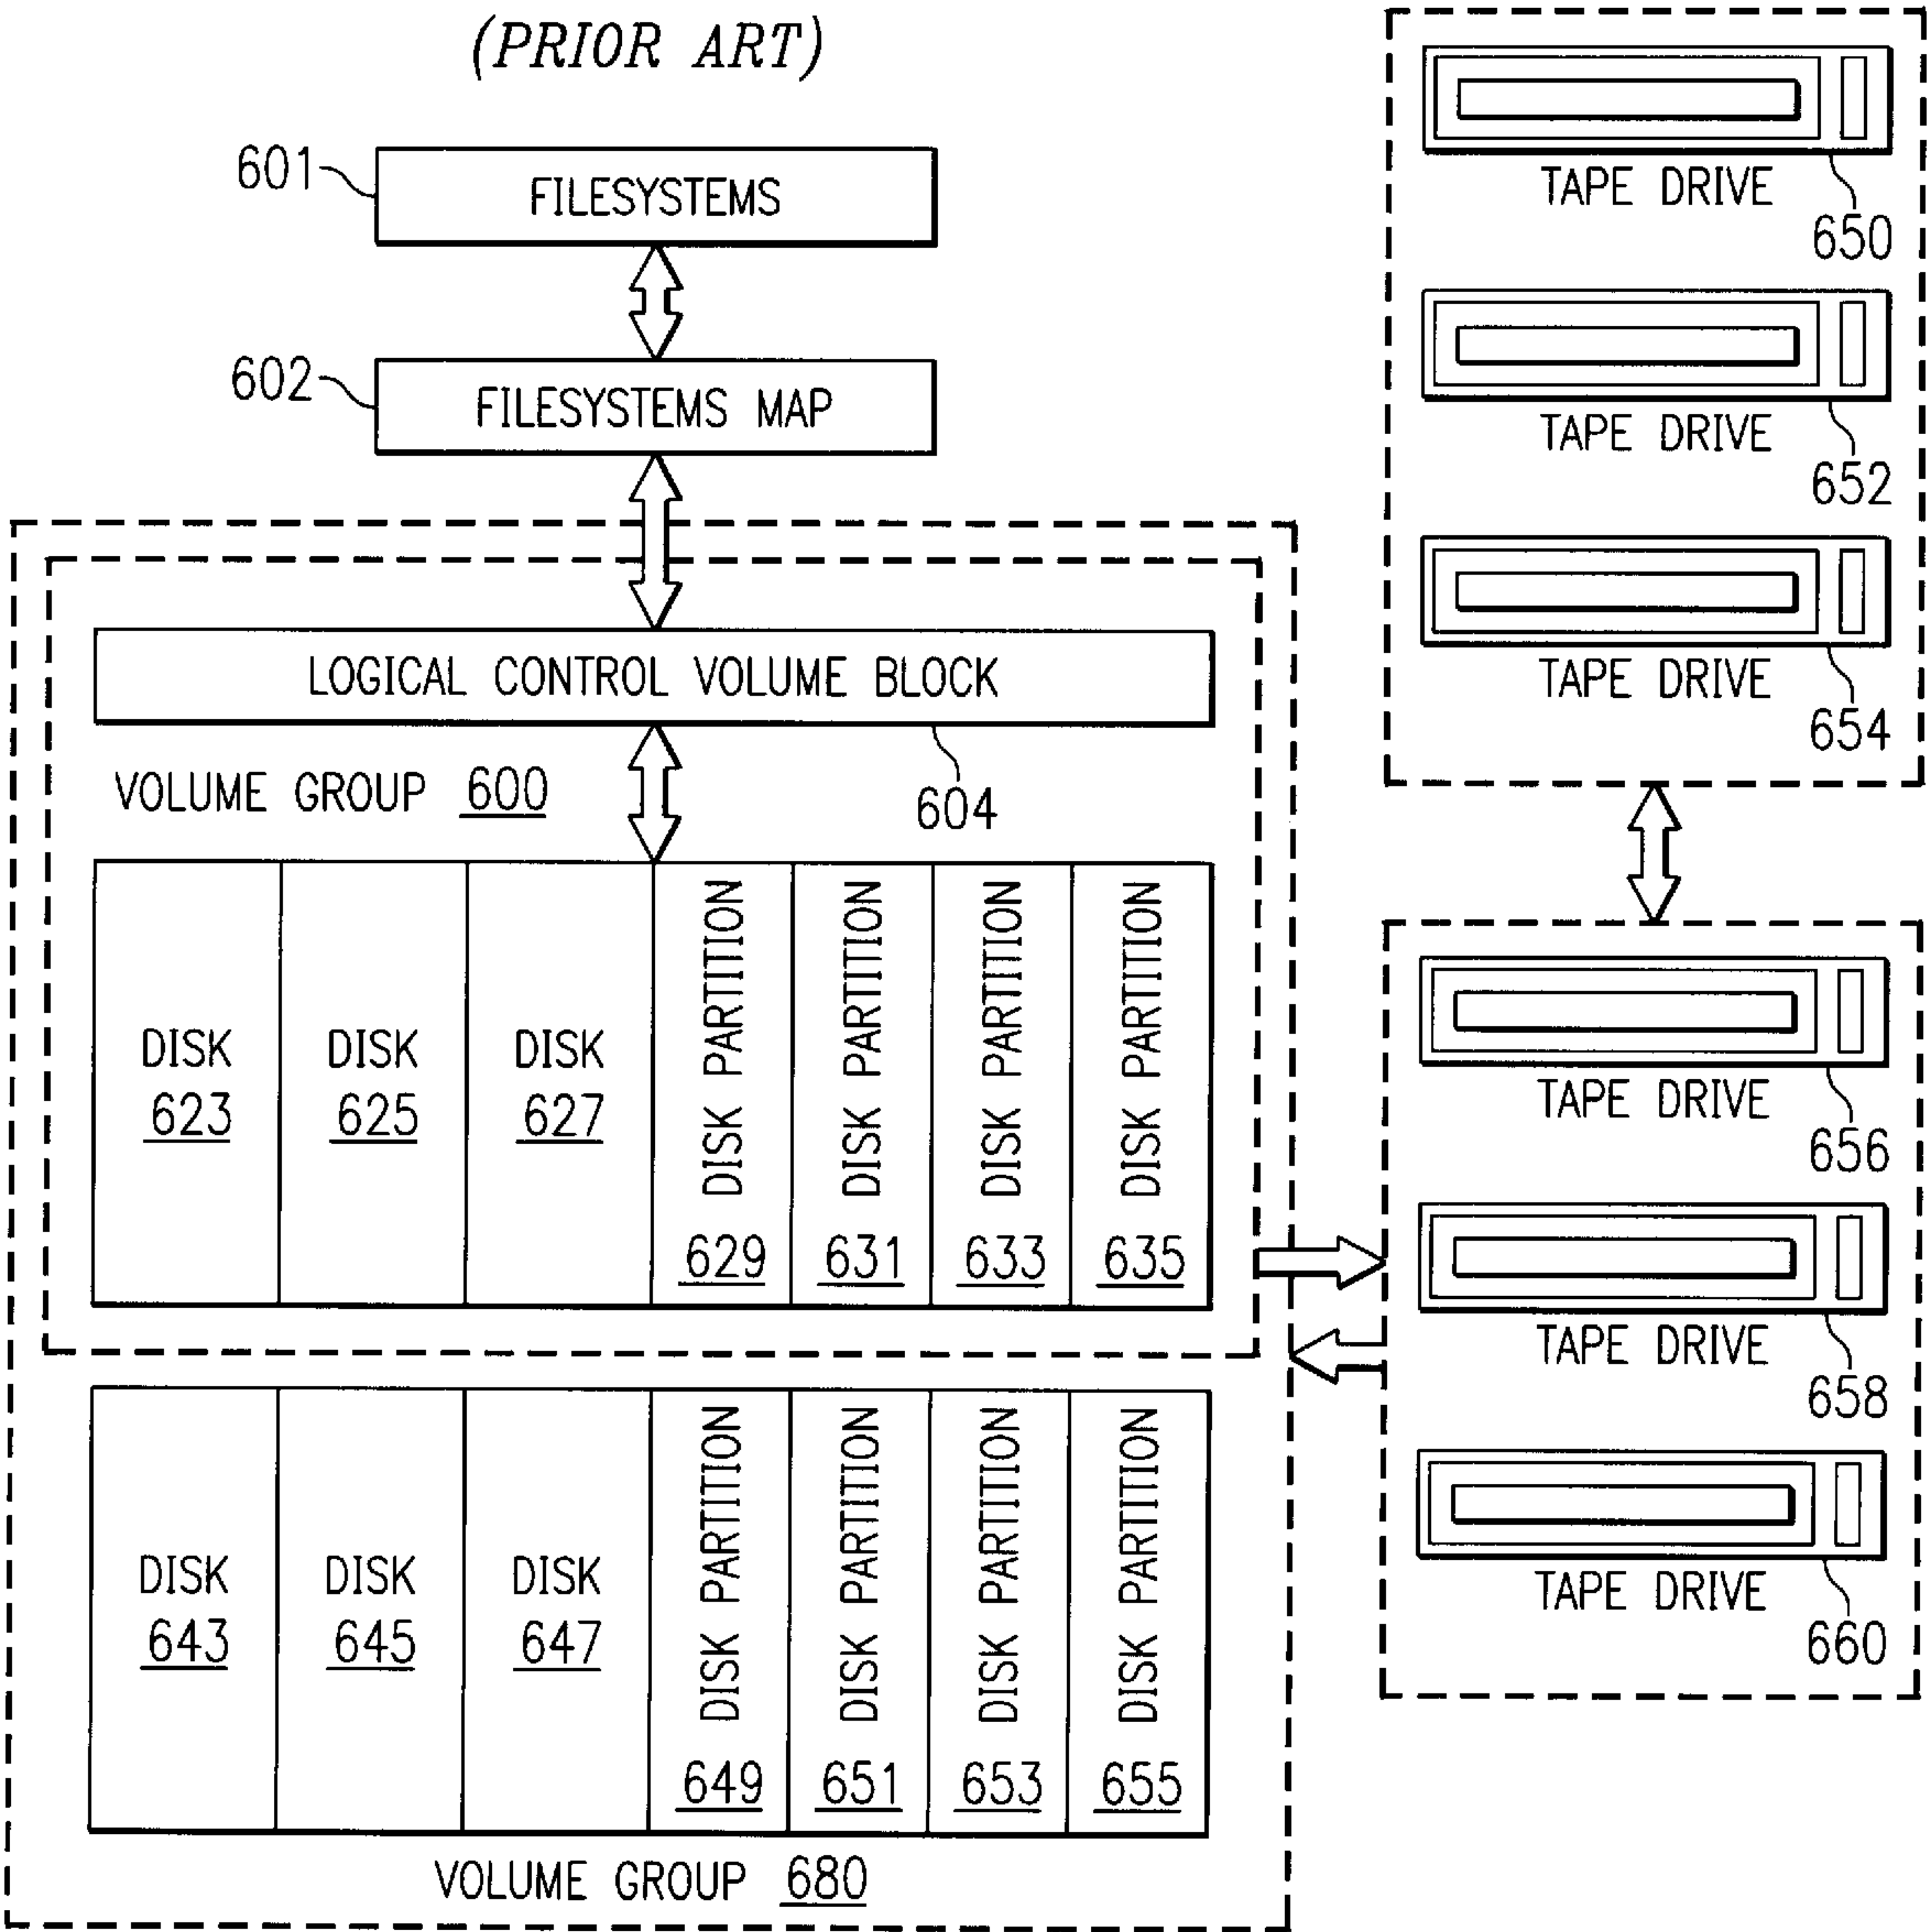 (PRIOR ART)
601
FILESYSTEMS
602
FILESYSTEMS MAP
LOGICAL CONTROL VOLUME BLOCK
604
VOLUME GROUP 600
DISK
623
DISK
625
DISK
627
DISK PARTITION
629
DISK PARTITION
631
DISK PARTITION
633
DISK PARTITION
635
DISK
643
DISK
645
DISK
647
DISK PARTITION
649
DISK PARTITION
651
DISK PARTITION
653
DISK PARTITION
655
VOLUME GROUP 680
TAPE DRIVE
650
TAPE DRIVE
652
TAPE DRIVE
654
TAPE DRIVE
656
TAPE DRIVE
658
TAPE DRIVE
660